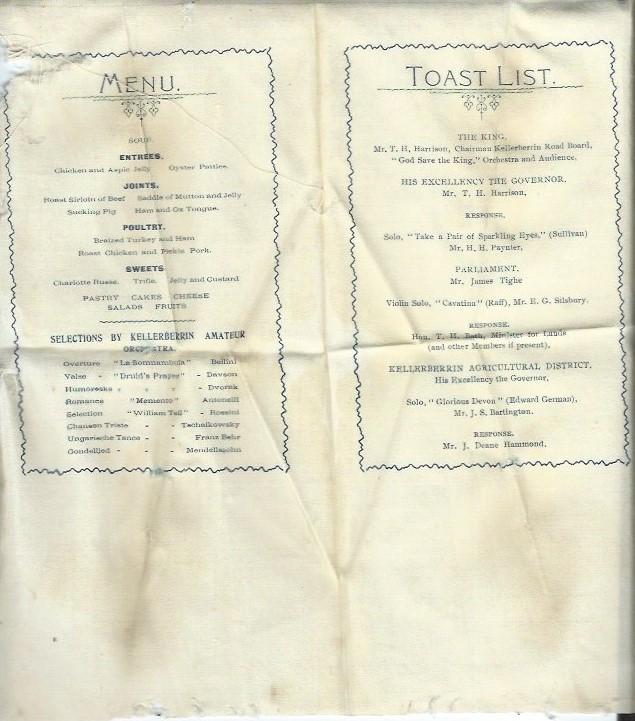 MENU.
SOUP.
ENTREES.
Chicken and Aspic Jelly Oyster Patties.
JOINTS.
Roast Sirloin of Beef Saddle of Mutton and Jelly
Sucking Pig Ham and Ox Tongue.
POULTRY.
Braized Turkey and Ham
Roast Chicken and Pickle Pork.
SWEETS
Charlotte Russe. Trifle. Jelly and Custard
PASTRY CAKES CHEESE
SALADS FRUITS
SELECTIONS BY KELLERBERRIN AMATEUR
ORCHESTRA.
Overture "La Somnambula" Bellini
Valse - "Druid's Prayer" - Davson
Humoreske - - - Dvorak
Romance "Memento" Antonelli
Selection "William Tell" - Rossini
Chanson Triste - - Tschaikowsky
Ungarische Tance - - Franz Behr
Gondellied - - - Mendelssohn
TOAST LIST.
THE KING.
Mr. T. H. Harrison, Chairman Kellerberrin Road Board,
"God Save the King," Orchestra and Audience.
HIS EXCELLENCY THE GOVERNOR.
Mr. T. H. Harrison,
RESPONSE.
Solo, "Take a Pair of Sparkling Eyes," (Sullivan)
Mr. H. H. Paynter,
PARLIAMENT.
Mr. James Tighe
Violin Solo, "Cavatina" (Raff), Mr. E. G. Silsbury.
RESPONSE.
Hon. T. H. Bath, Minister for Lands
(and other Members if present),
KELLERBERRIN AGRICULTURAL DISTRICT.
His Excellency the Governor,
Solo, "Glorious Devon" (Edward German),
Mr. J. S. Bartington.
RESPONSE.
Mr. J. Deane Hammond,